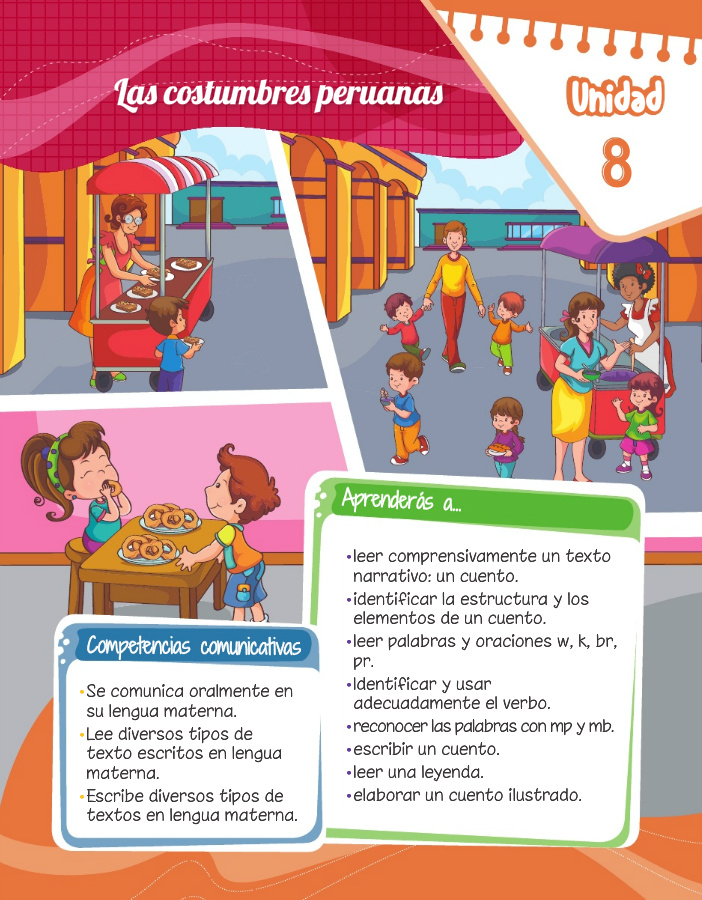 Las costumbres peruanas
Unidad
8
Aprenderás a...
•leer comprensivamente un texto
narrativo: un cuento.
•identificar la estructura y los
elementos de un cuento.
•leer palabras y oraciones w, k, br,
pr.
•Identificar y usar
adecuadamente el verbo.
•reconocer las palabras con mp y mb.
•escribir un cuento.
•leer una leyenda.
•elaborar un cuento ilustrado.
Competencias comunicativas
•Se comunica oralmente en
su lengua materna.
•Lee diversos tipos de
texto escritos en lengua
materna.
•Escribe diversos tipos de
textos en lengua materna.